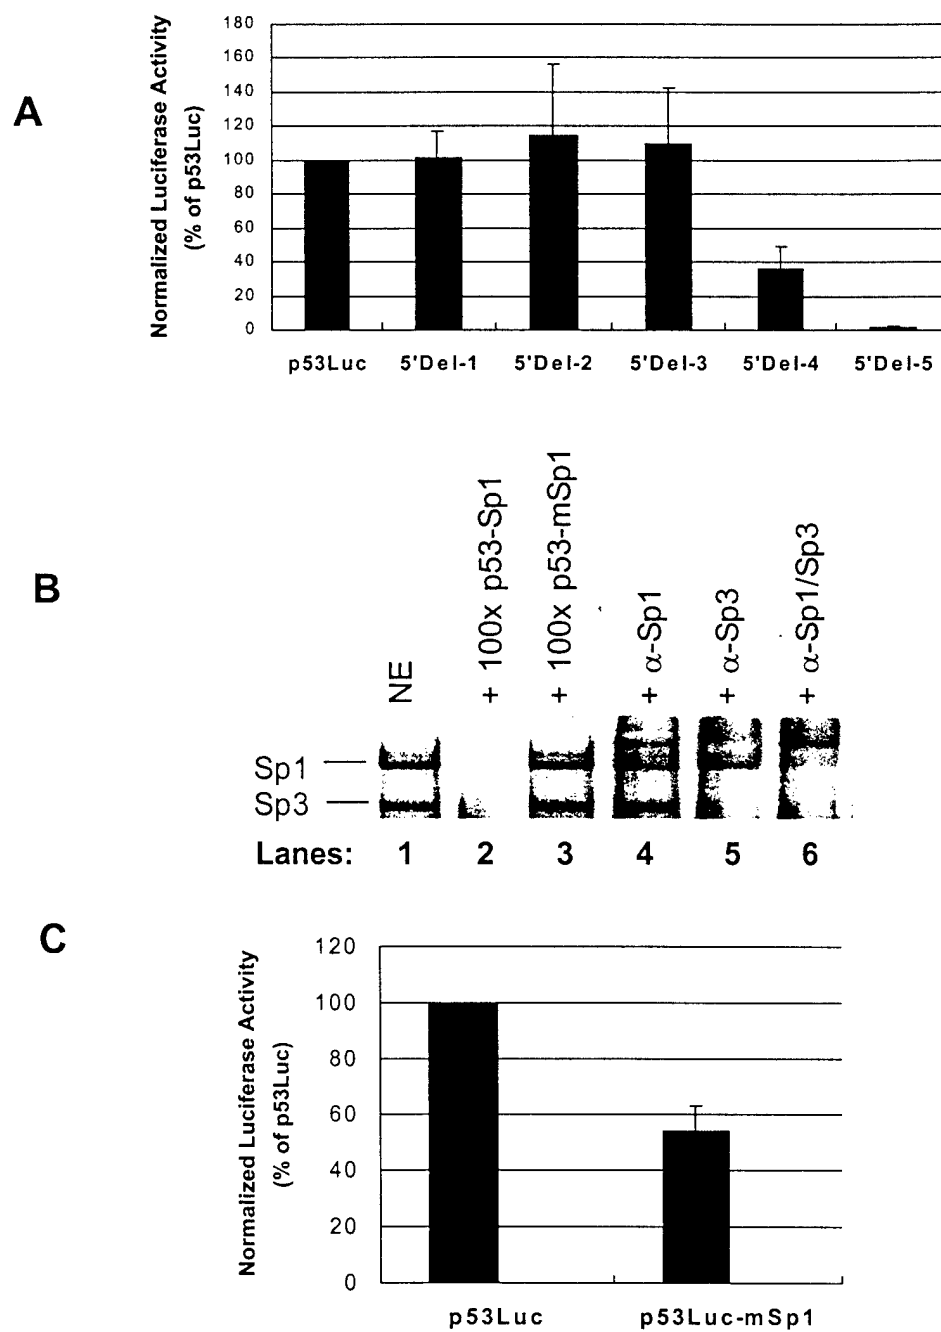 A
Normalized Luciferase Activity
(% of p53Luc)
180
160
140
120
100
80
60
40
20
0
p53Luc 5'Del-1 5'Del-2 5'Del-3 5'Del-4 5'Del-5
B
NE
+ 100x p53-Sp1
+ 100x p53-mSp1
+ α-Sp1
+ α-Sp3
+ α-Sp1/Sp3
Sp1
Sp3
Lanes: 1 2 3 4 5 6
C
Normalized Luciferase Activity
(% of p53Luc)
120
100
80
60
40
20
0
p53Luc p53Luc-mSp1